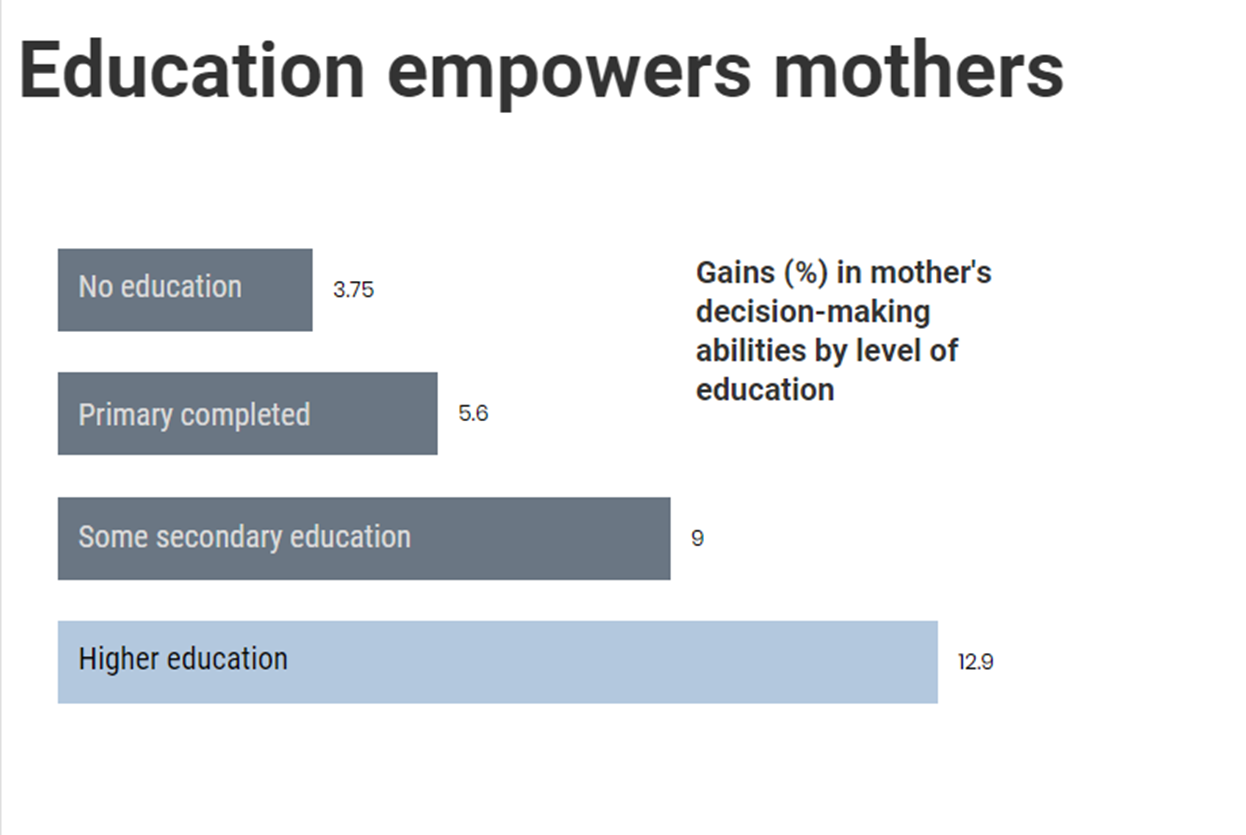 Education empowers mothers
No education
3.75
Gains (%) in mother's
decision-making
abilities by level of
education
Primary completed
5.6
Some secondary education
9
Higher education
12.9